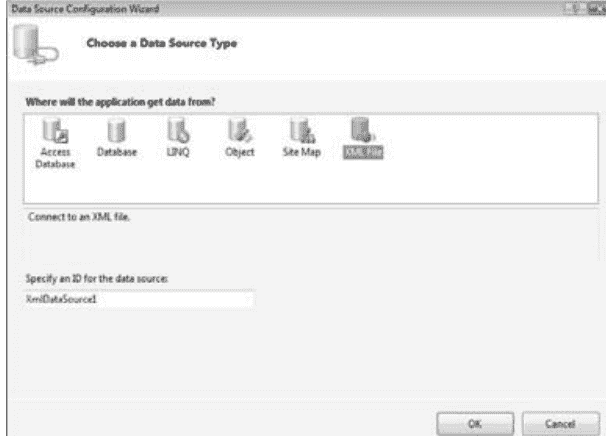 Data Source Configuration Wizard
Choose a Data Source Type
Where will the application get data from?
Access Database
Database
LINQ
Object
Site Map
XML File
Connect to an XML file.
Specify an ID for the data source:
XmlDataSource1
OK
Cancel